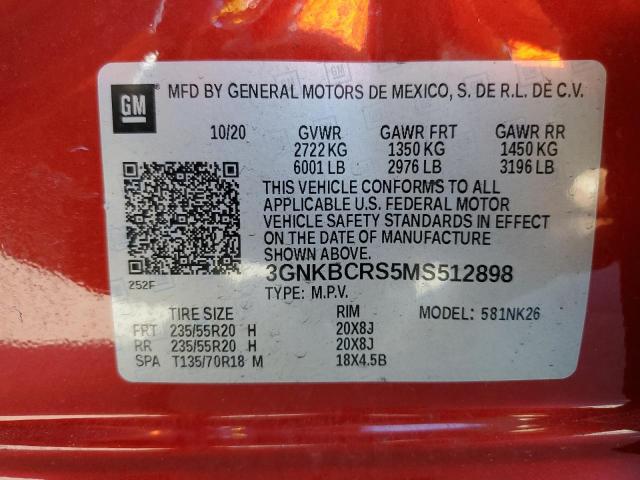 GM
MFD BY GENERAL MOTORS DE MEXICO, S. DE R.L. DE C.V.
10/20 GVWR GAWR FRT GAWR RR
2722 KG 1350 KG 1450 KG
6001 LB 2976 LB 3196 LB
THIS VEHICLE CONFORMS TO ALL
APPLICABLE U.S. FEDERAL MOTOR
VEHICLE SAFETY STANDARDS IN EFFECT
ON THE DATE OF MANUFACTURE
SHOWN ABOVE.
3GNKBCRS5MS512898
252F TYPE: M.P.V.
TIRE SIZE RIM MODEL: 581NK26
FRT 235/55R20 H 20X8J
RR 235/55R20 H 20X8J
SPA T135/70R18 M 18X4.5B